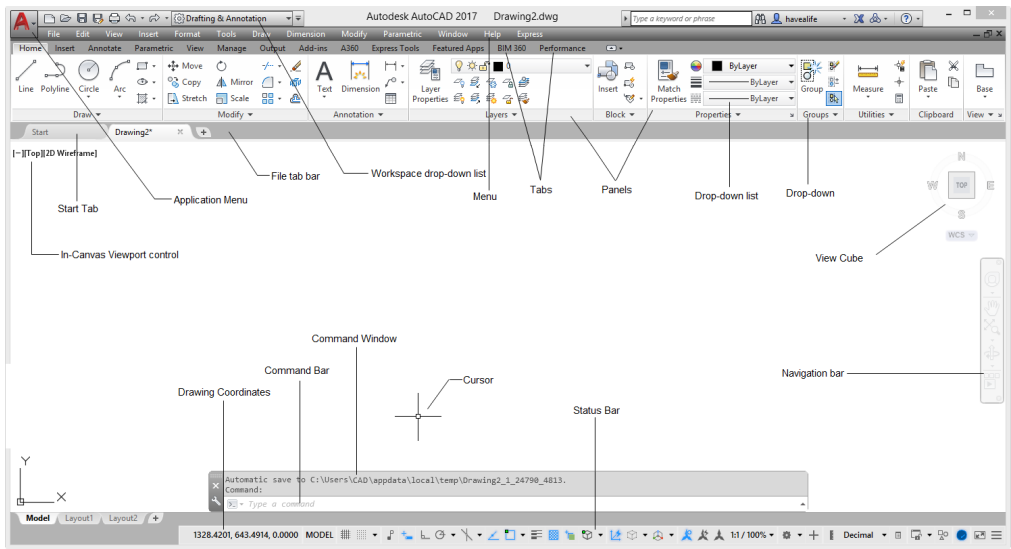 A Drafting & Annotation Autodesk AutoCAD 2017 Drawing2.dwg Type a keyword or phrase havealife
File Edit View Insert Format Tools Draw Dimension Modify Parametric Window Help Express
Home Insert Annotate Parametric View Manage Output Add-ins A360 Express Tools Featured Apps BIM 360 Performance
Move 0 ByLayer
Copy Mirror ByLayer
Line Polyline Circle Arc Text Dimension Layer Properties Insert Match Properties Group Measure Paste Base
Stretch Scale ByLayer
Draw Modify Annotation Layers Block Properties Groups Utilities Clipboard View
Start Drawing2* +
[−][Top][2D Wireframe]
N
W TOP E
S
WCS
File tab bar
Workspace drop-down list
Menu
Tabs
Panels
Drop-down list
Drop-down
Application Menu
Start Tab
In-Canvas Viewport control
View Cube
Command Window
Command Bar
Cursor
Navigation bar
Drawing Coordinates
Status Bar
Y
X
Automatic save to C:\Users\CAD\appdata\local\temp\Drawing2_1_24790_4813.
Command:
Type a command
Model Layout1 Layout2 +
1328.4201, 643.4914, 0.0000 MODEL 1:1 / 100% Decimal